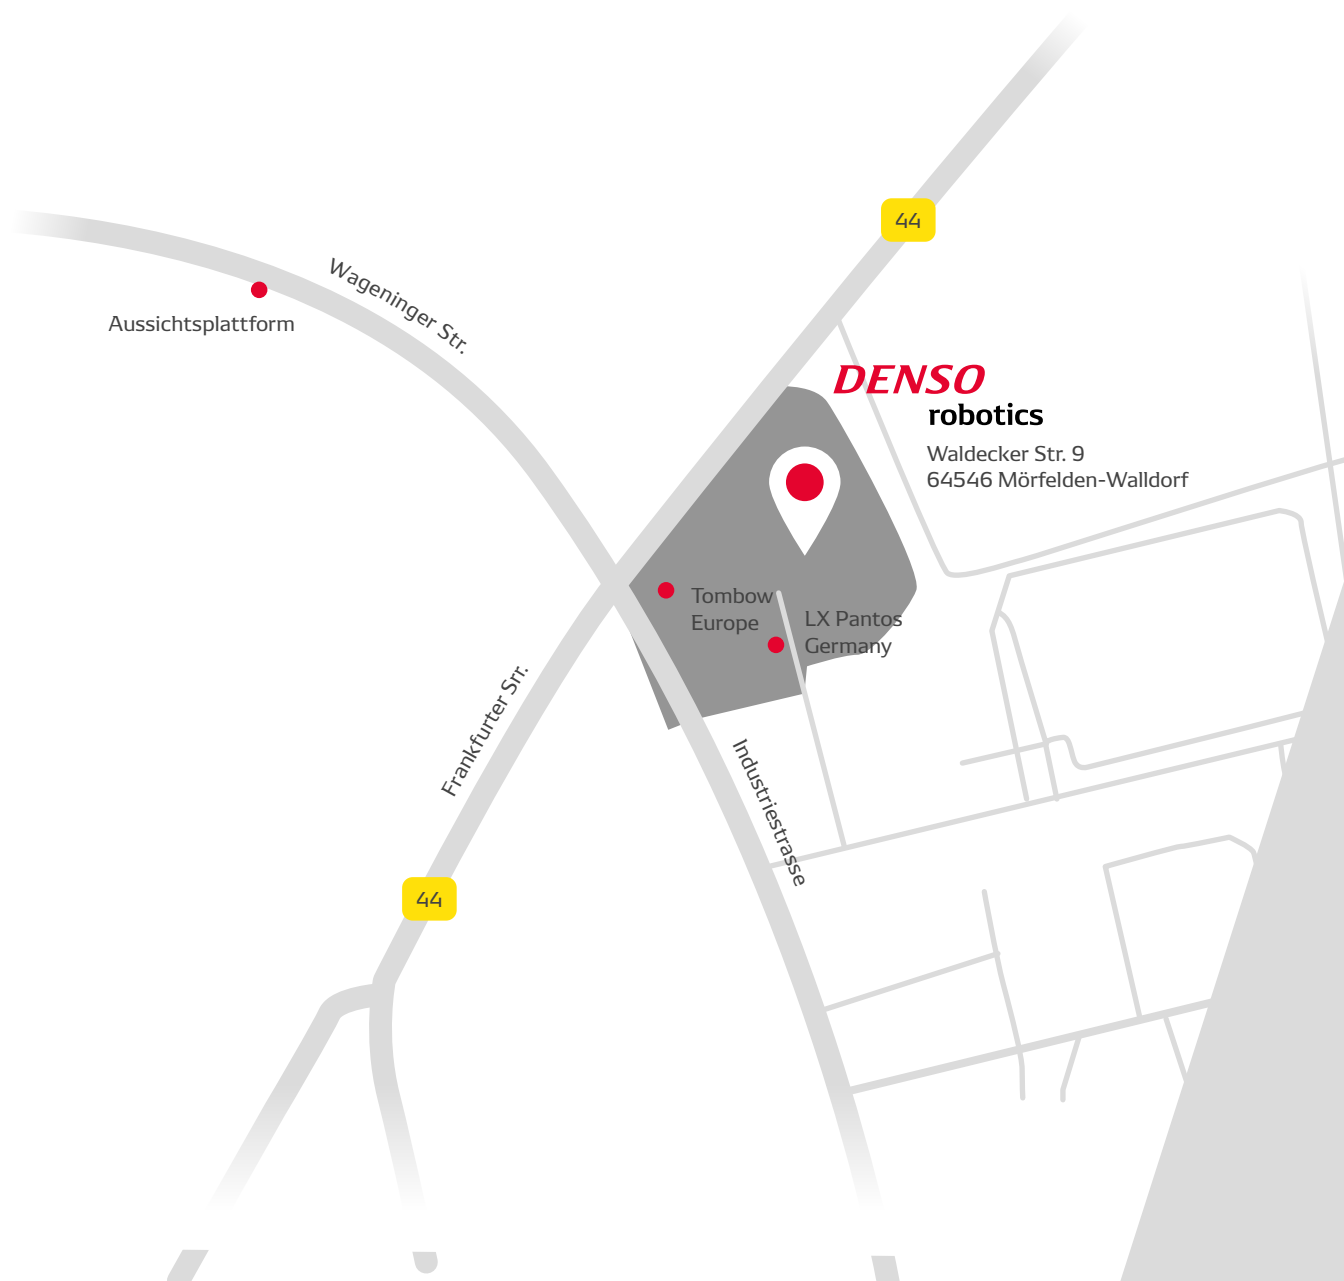 44
Wageninger Str.
Aussichtsplattform
DENSO
robotics
Waldecker Str. 9
64546 Mörfelden-Walldorf
Tombow
Europe
LX Pantos
Germany
Frankfurter Srr.
Industriestrasse
44